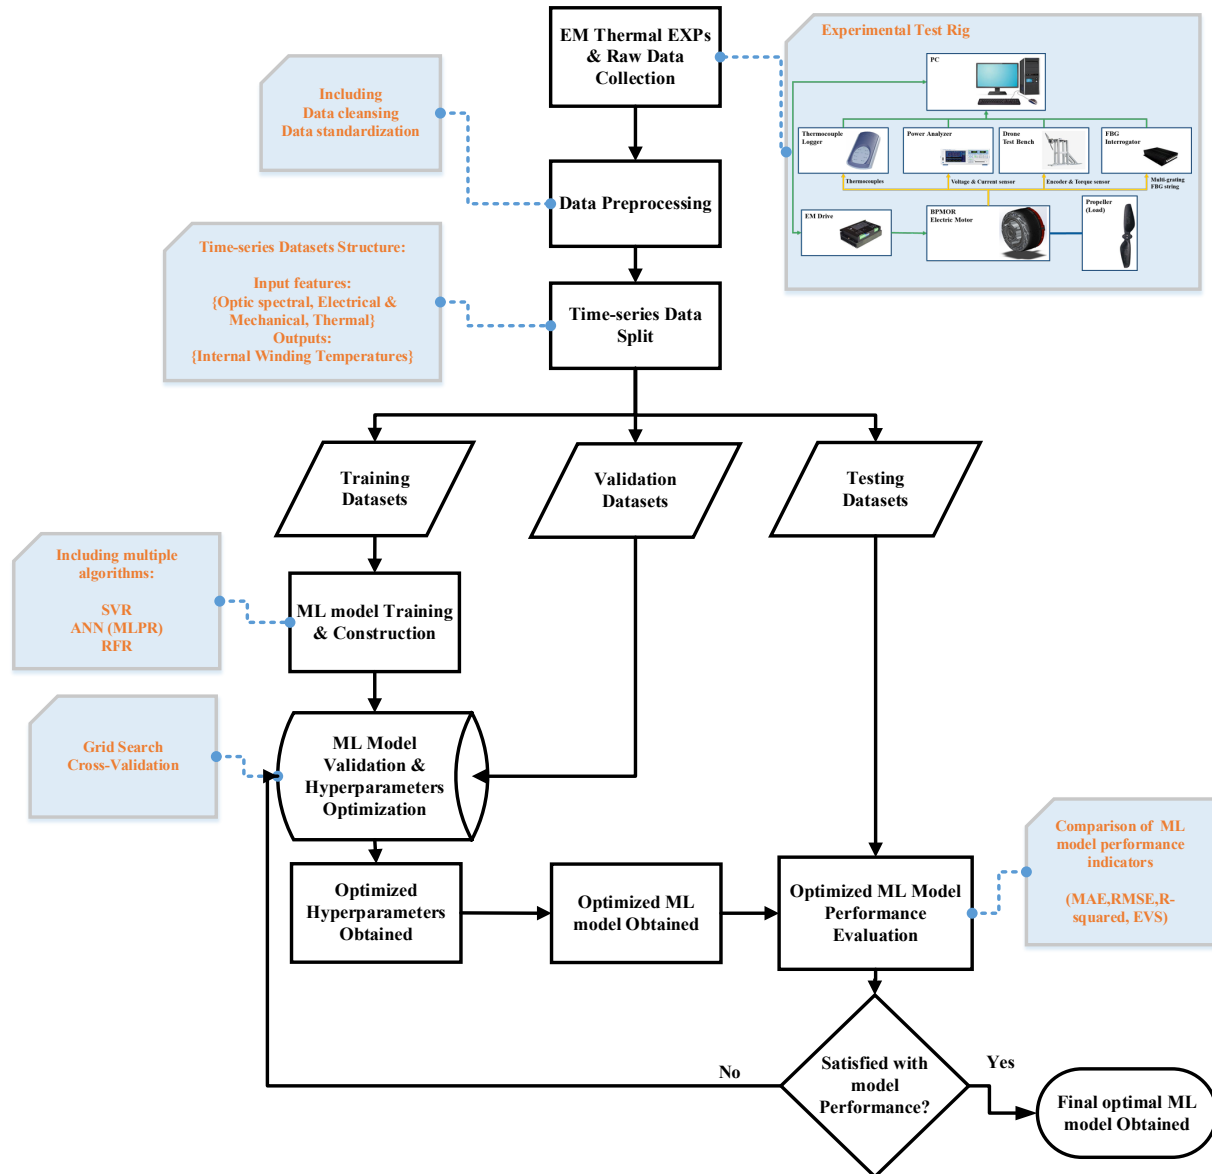 EM Thermal EXPs
& Raw Data
Collection
Experimental Test Rig
PC
Thermocouple
Logger
Power Analyzer
Drone
Test Bench
FBG
Interrogator
Thermocouples
Voltage & Current sensor
Encoder & Torque sensor
Multi-grating
FBG string
EM Drive
BPMOR
Electric Motor
Propeller
(Load)
Including
Data cleansing
Data standardization
Data Preprocessing
Time-series Datasets Structure:
Input features:
{Optic spectral, Electrical &
Mechanical, Thermal}
Outputs:
{Internal Winding Temperatures}
Time-series Data
Split
Training
Datasets
Validation
Datasets
Testing
Datasets
Including multiple
algorithms:
SVR
ANN (MLPR)
RFR
ML model Training
& Construction
Grid Search
Cross-Validation
ML Model
Validation &
Hyperparameters
Optimization
Optimized
Hyperparameters
Obtained
Optimized ML
model Obtained
Optimized ML Model
Performance
Evaluation
Comparison of  ML
model performance
indicators
(MAE,RMSE,R-
squared, EVS)
Satisfied with
model
Performance?
No
Yes
Final optimal ML
model Obtained